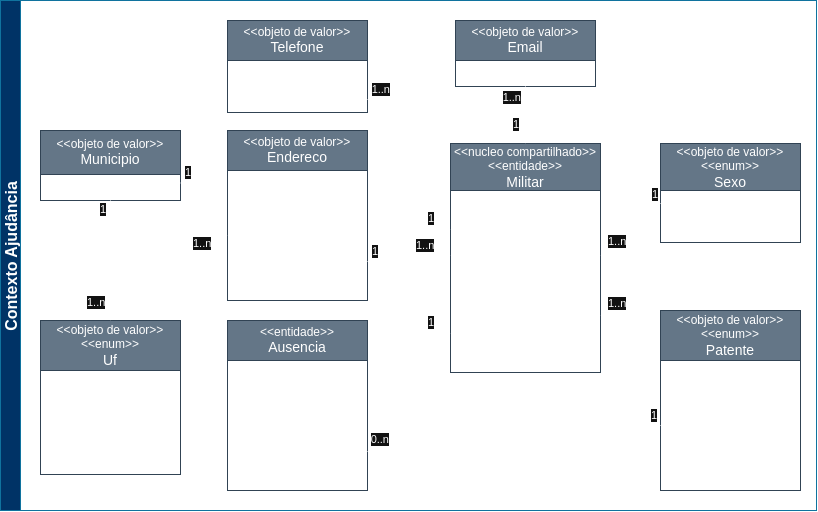 Contexto Ajudância
<<objeto de valor>>
Telefone
1..n
<<objeto de valor>>
Email
1..n
1
<<objeto de valor>>
Municipio
1
1
<<objeto de valor>>
Endereco
1..n
1
<<nucleo compartilhado>>
<<entidade>>
Militar
1
1..n
1
1..n
1..n
<<objeto de valor>>
<<enum>>
Sexo
1
1..n
<<objeto de valor>>
<<enum>>
Uf
<<entidade>>
Ausencia
0..n
<<objeto de valor>>
<<enum>>
Patente
1